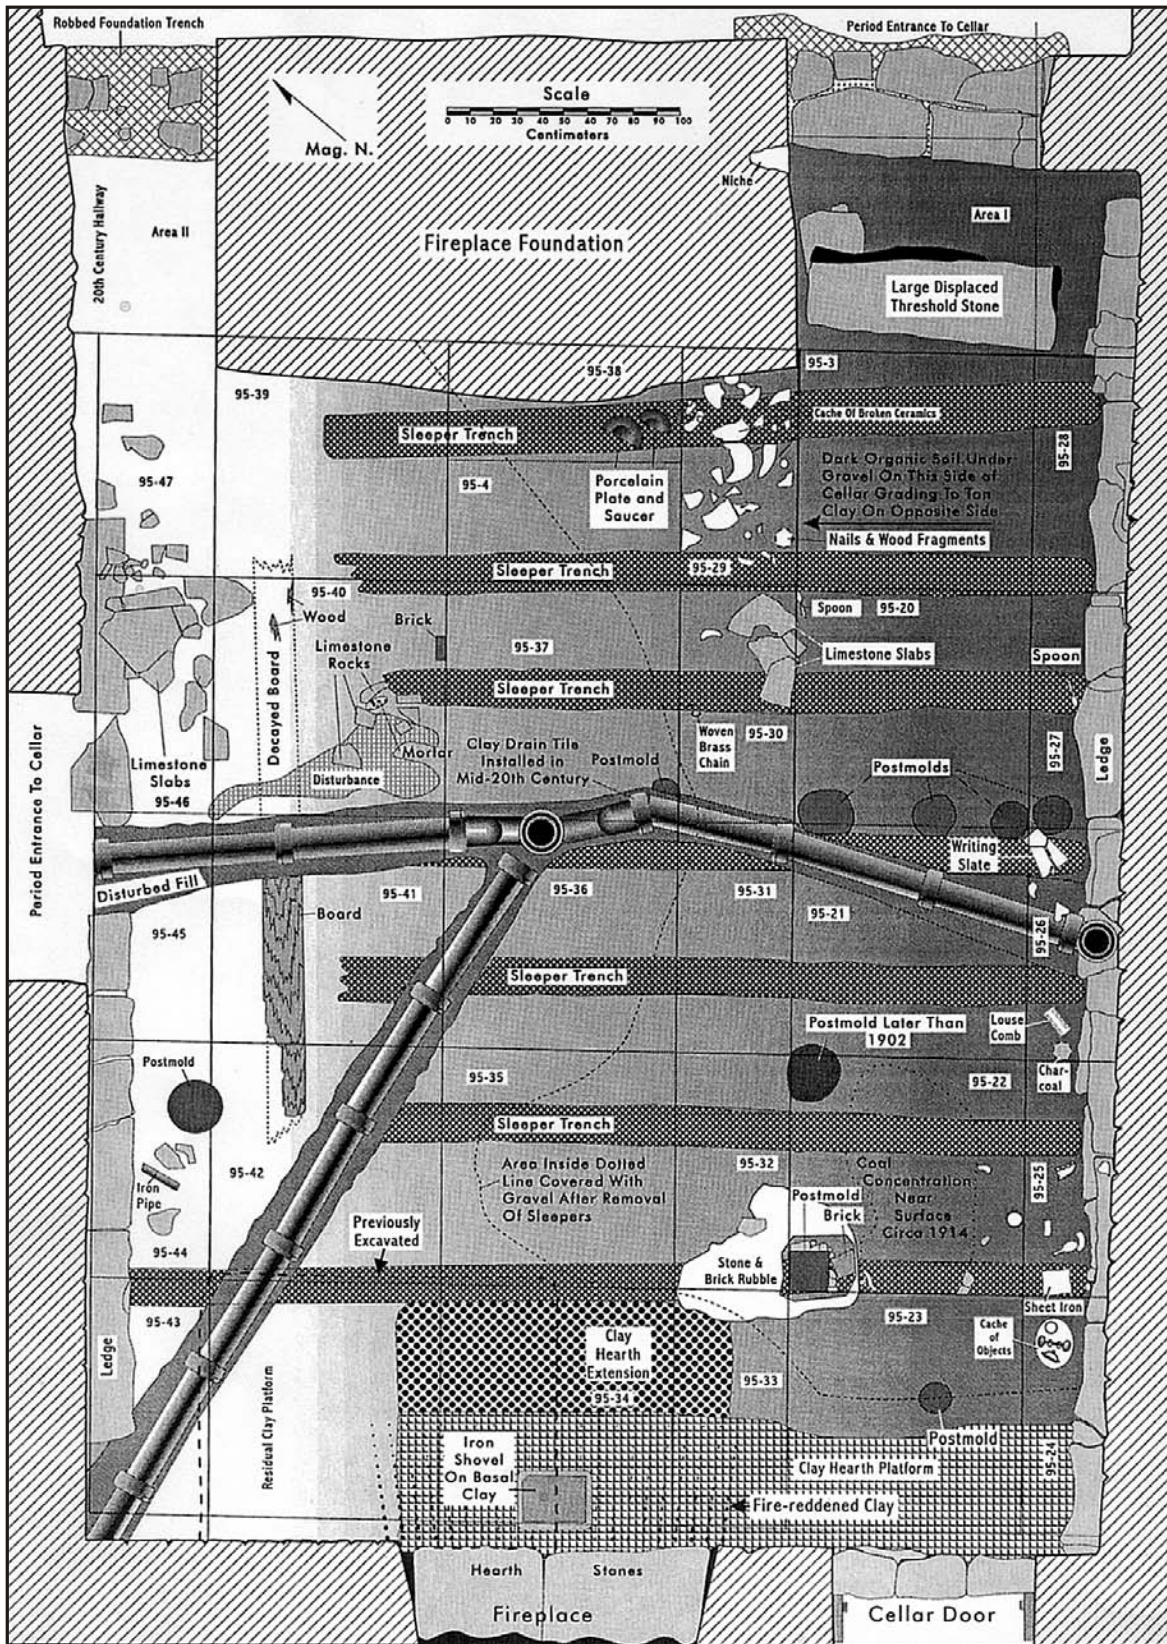 Robbed Foundation Trench
Period Entrance To Cellar
Scale
0 10 20 30 40 50 60 70 80 90 100
Centimeters
Mag. N.
Niche
20th Century Hallway
Area II
Area I
Fireplace Foundation
Large Displaced
Threshold Stone
95-38
95-3
95-39
Cache Of Broken Ceramics
Sleeper Trench
95-28
Dark Organic Soil Under
Gravel On This Side of
Cellar Grading To Tan
Clay On Opposite Side
95-47
95-4
Porcelain
Plate and
Saucer
Nails & Wood Fragments
Sleeper Trench
95-29
95-40
Wood
Spoon
95-20
Brick
95-37
Limestone
Rocks
Limestone Slabs
Spoon
Decayed Board
Sleeper Trench
Woven
Brass
Chain
95-30
95-27
Ledge
Mortar
Clay Drain Tile
Installed in
Mid-20th Century
Postmold
Limestone
Slabs
Disturbance
Postmolds
95-46
Period Entrance To Cellar
Writing
Slate
Disturbed Fill
95-41
95-36
95-31
95-21
Board
95-45
95-26
Sleeper Trench
Postmold Later Than
1902
Louse
Comb
Postmold
95-35
95-22
Char-
coal
Sleeper Trench
95-42
Area Inside Dotted
Line Covered With
Gravel After Removal
Of Sleepers
95-32
Coal
Concentration
Near
Surface
Circa 1914
95-25
Iron
Pipe
Postmold
Brick
Previously
Excavated
95-44
Stone &
Brick Rubble
Sheet Iron
95-43
95-23
Cache
of
Objects
Ledge
Clay
Hearth
Extension
95-34
95-33
Residual Clay Platform
Postmold
Iron
Shovel
On Basal
Clay
Clay Hearth Platform
95-24
Fire-reddened Clay
Hearth Stones
Fireplace
Cellar Door